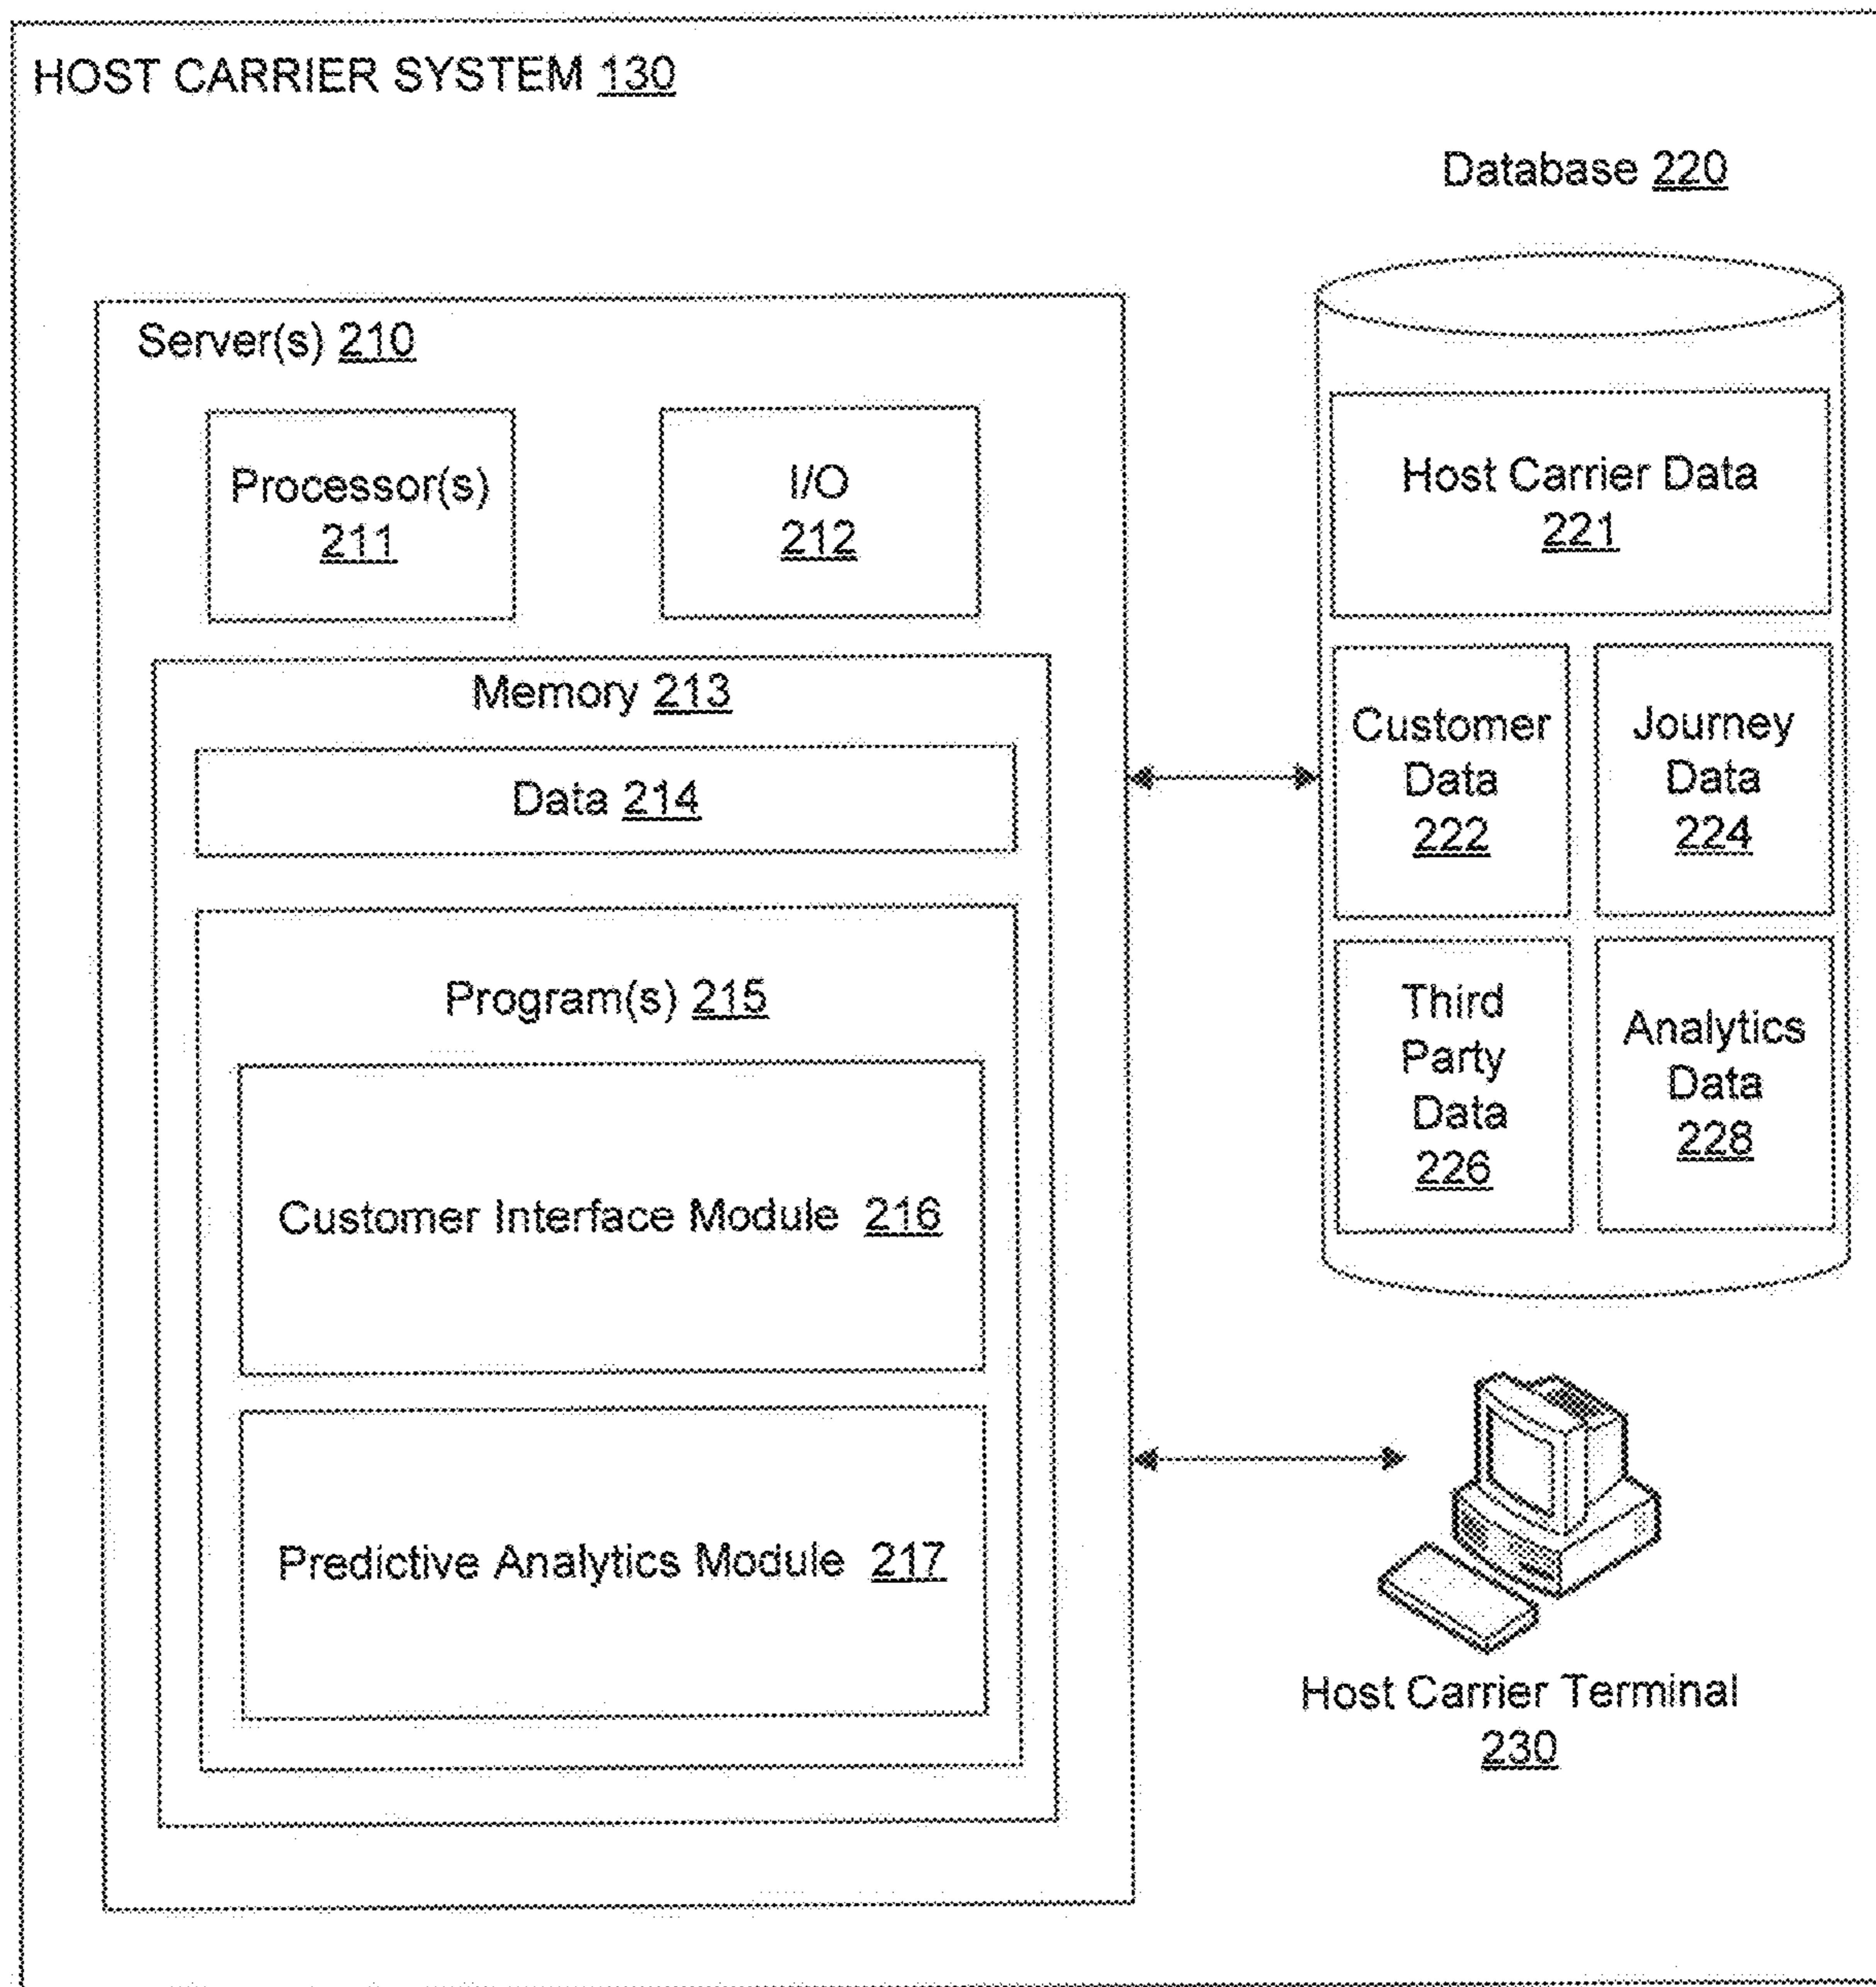 HOST CARRIER SYSTEM 130
Database 220
Server(s) 210
Processor(s)
211
I/O
212
Memory 213
Data 214
Program(s) 215
Customer Interface Module 216
Predictive Analytics Module 217
Host Carrier Data
221
Customer
Data
222
Journey
Data
224
Third
Party
Data
226
Analytics
Data
228
Host Carrier Terminal
230